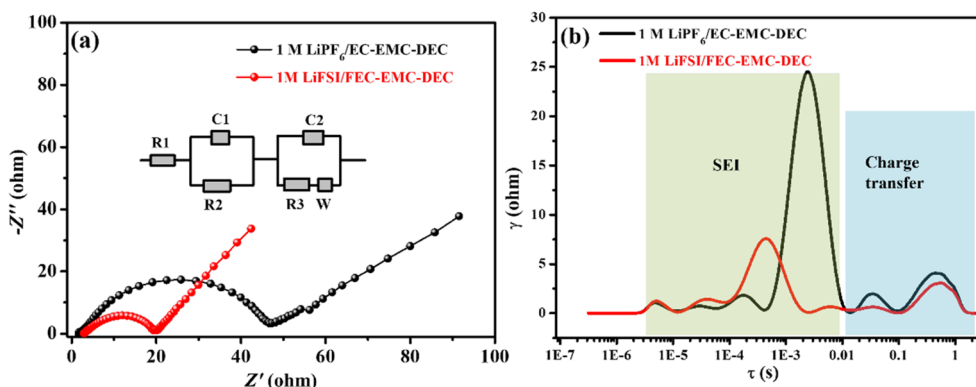 (a)
1 M LiPF6/EC-EMC-DEC
1M LiFSI/FEC-EMC-DEC
R1
C1
R2
C2
R3
W
-Z'' (ohm)
100
80
60
40
20
0
0
20
40
60
80
100
Z' (ohm)
(b)
1 M LiPF6/EC-EMC-DEC
1M LiFSI/FEC-EMC-DEC
SEI
Charge
transfer
γ (ohm)
30
25
20
15
10
5
0
1E-7
1E-6
1E-5
1E-4
1E-3
0.01
0.1
1
τ (s)